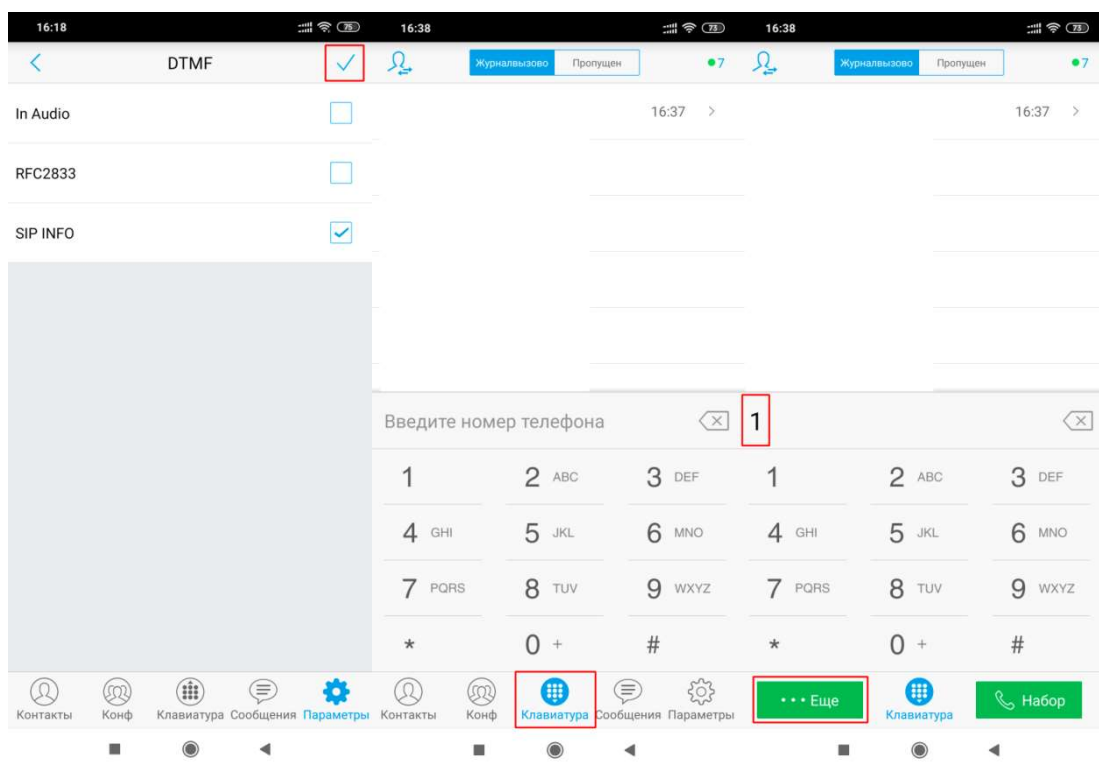 16:18
75
DTMF
In Audio
RFC2833
SIP INFO
Контакты Конф Клавиатура Сообщения Параметры
16:38
73
Журналвызово Пропущен
7
16:37
Введите номер телефона
1 2 ABC 3 DEF
4 GHI 5 JKL 6 MNO
7 PQRS 8 TUV 9 WXYZ
* 0 + #
Контакты Конф Клавиатура Сообщения Параметры
16:38
73
Журналвызово Пропущен
7
16:37
1
1 2 ABC 3 DEF
4 GHI 5 JKL 6 MNO
7 PQRS 8 TUV 9 WXYZ
* 0 + #
••• Еще Клавиатура Набор